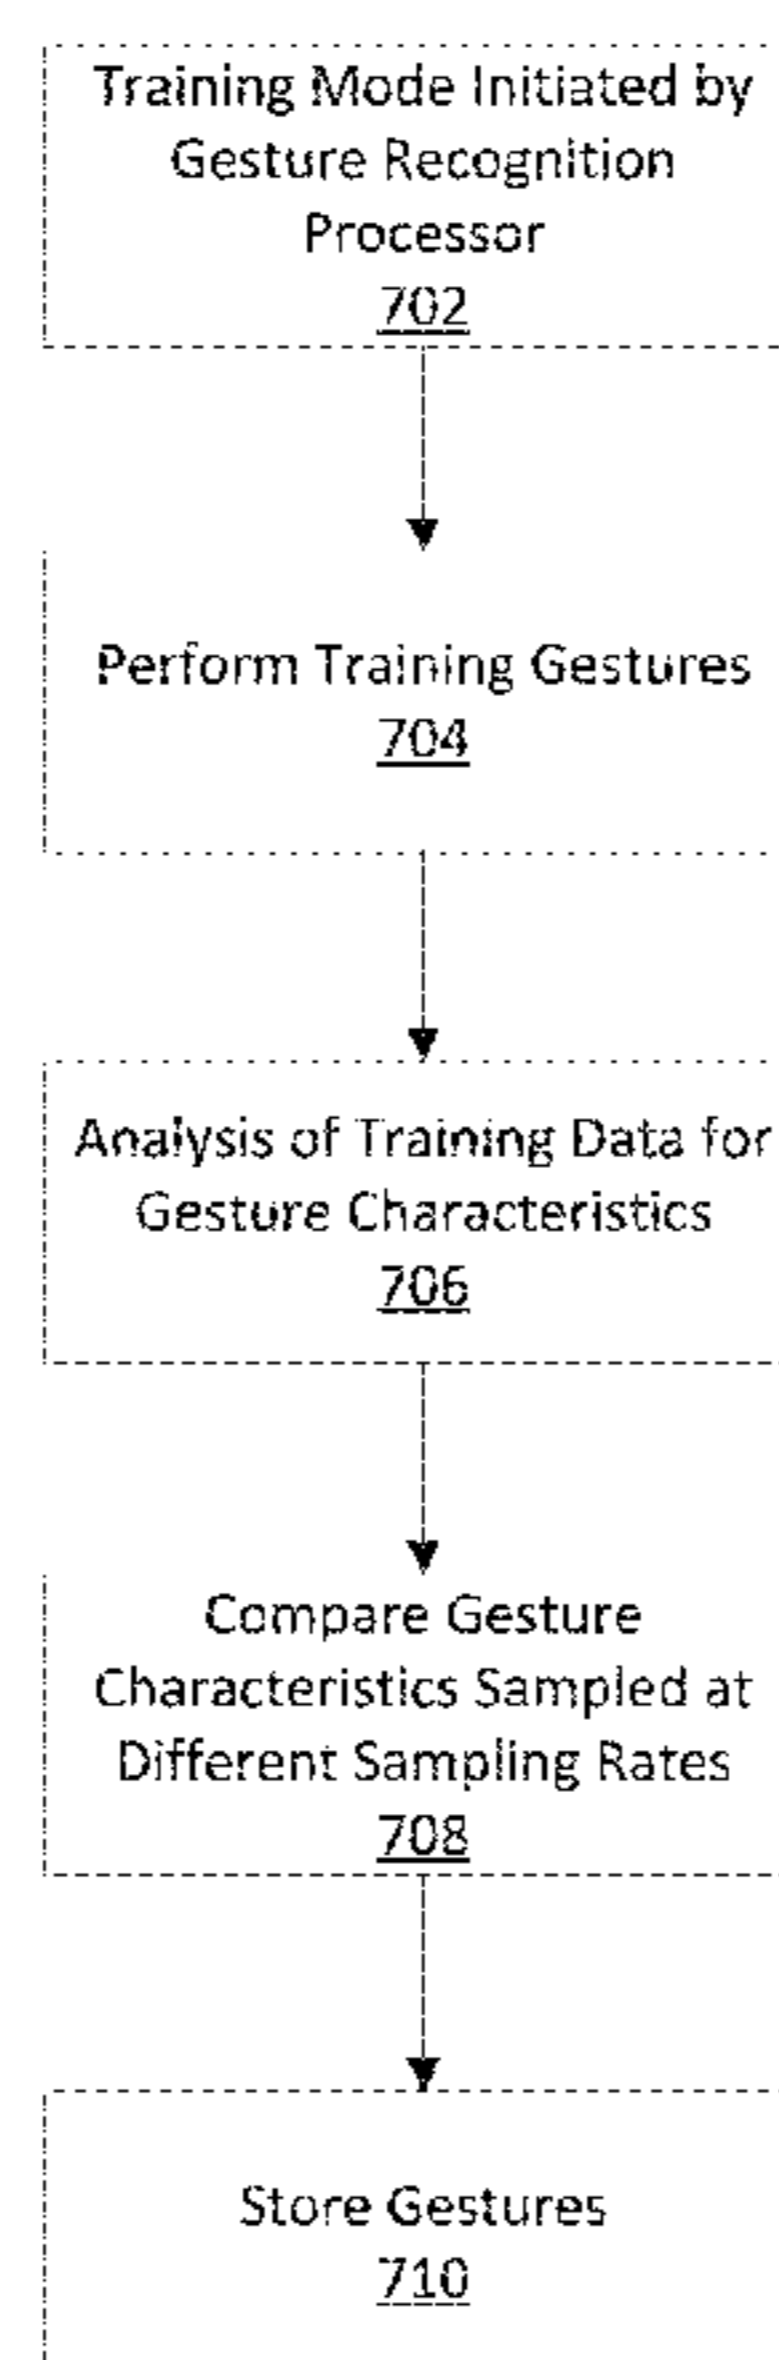 Training Mode Initiated by
Gesture Recognition
Processor
702
Perform Training Gestures
704
Analysis of Training Data for
Gesture Characteristics
706
Compare Gesture
Characteristics Sampled at
Different Sampling Rates
708
Store Gestures
710